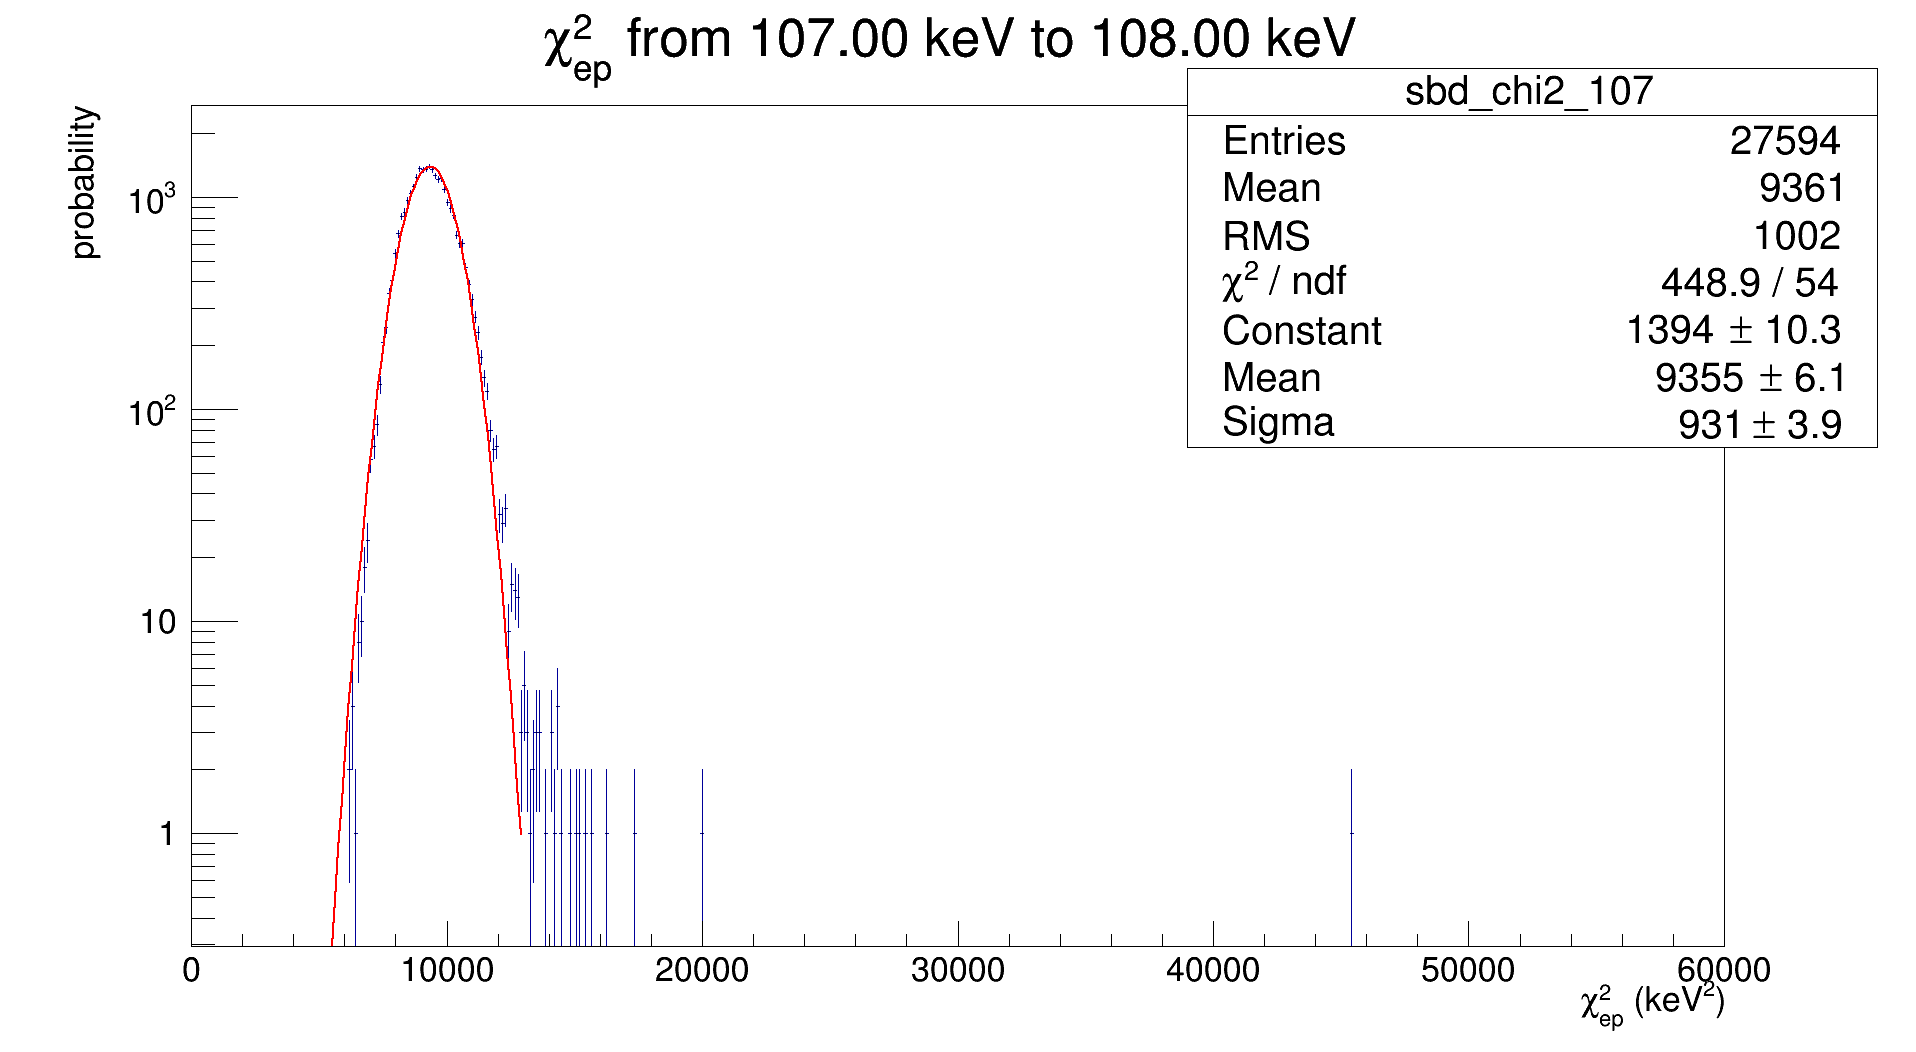 χ²ep from 107.00 keV to 108.00 keV
sbd_chi2_107
Entries 27594
Mean 9361
RMS 1002
χ² / ndf 448.9 / 54
Constant 1394 ± 10.3
Mean 9355 ± 6.1
Sigma 931 ± 3.9
probability
10³
10²
10
1
0 10000 20000 30000 40000 50000 60000
χ²ep (keV²)